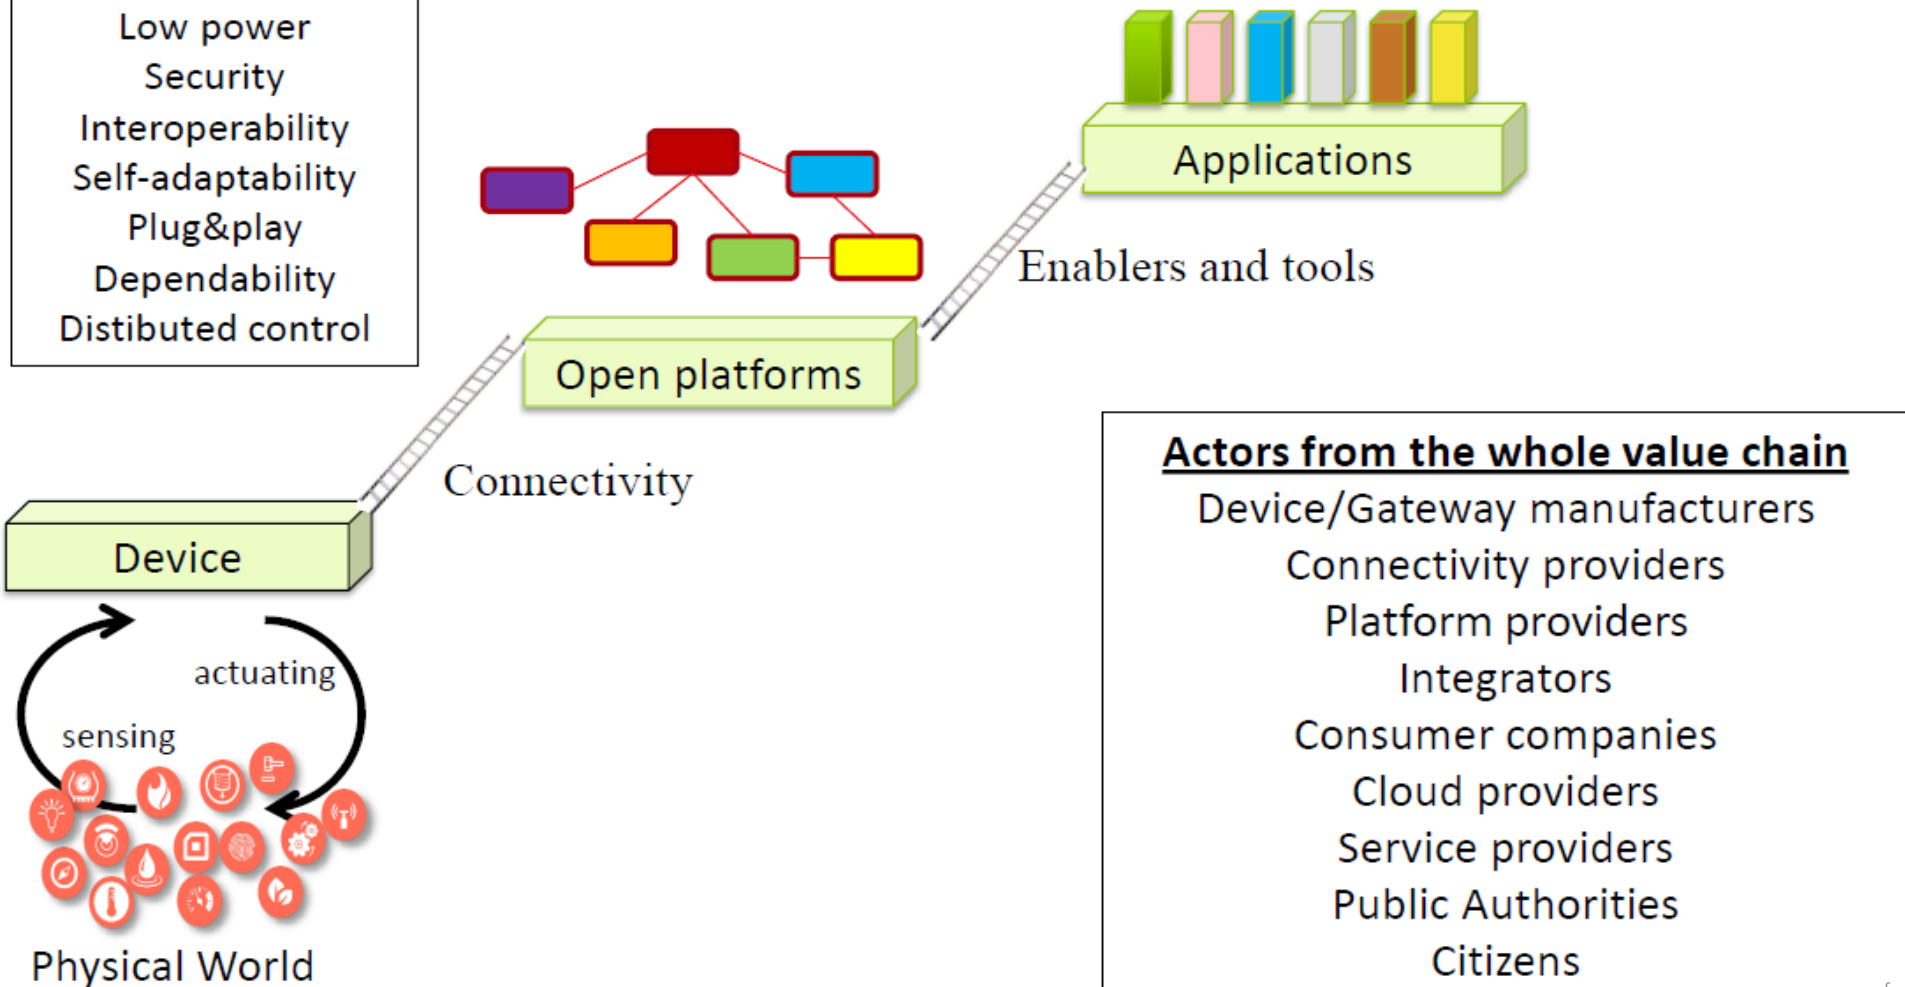 Low power
Security
Interoperability
Self-adaptability
Plug&play
Dependability
Distibuted control
Applications
Enablers and tools
Open platforms
Connectivity
Device
actuating
sensing
Physical World
Actors from the whole value chain
Device/Gateway manufacturers
Connectivity providers
Platform providers
Integrators
Consumer companies
Cloud providers
Service providers
Public Authorities
Citizens